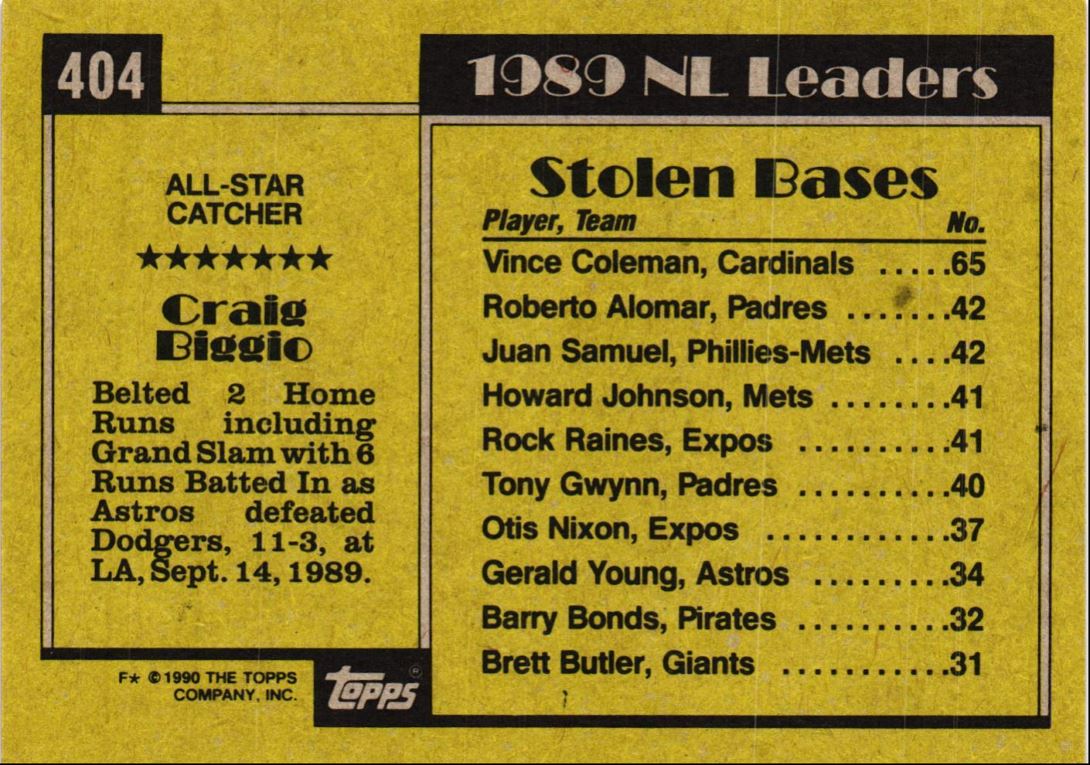 404
1989 NL Leaders
ALL-STAR
CATCHER
★★★★★★★
Craig
Biggio
Belted 2 Home
Runs including
Grand Slam with 6
Runs Batted In as
Astros defeated
Dodgers, 11-3, at
LA, Sept. 14, 1989.
Stolen Bases
Player, Team No.
Vince Coleman, Cardinals .....65
Roberto Alomar, Padres .......42
Juan Samuel, Phillies-Mets ....42
Howard Johnson, Mets ........41
Rock Raines, Expos ..........41
Tony Gwynn, Padres ..........40
Otis Nixon, Expos ............37
Gerald Young, Astros .........34
Barry Bonds, Pirates ..........32
Brett Butler, Giants ...........31
F★ ©1990 THE TOPPS
COMPANY, INC.
Topps®